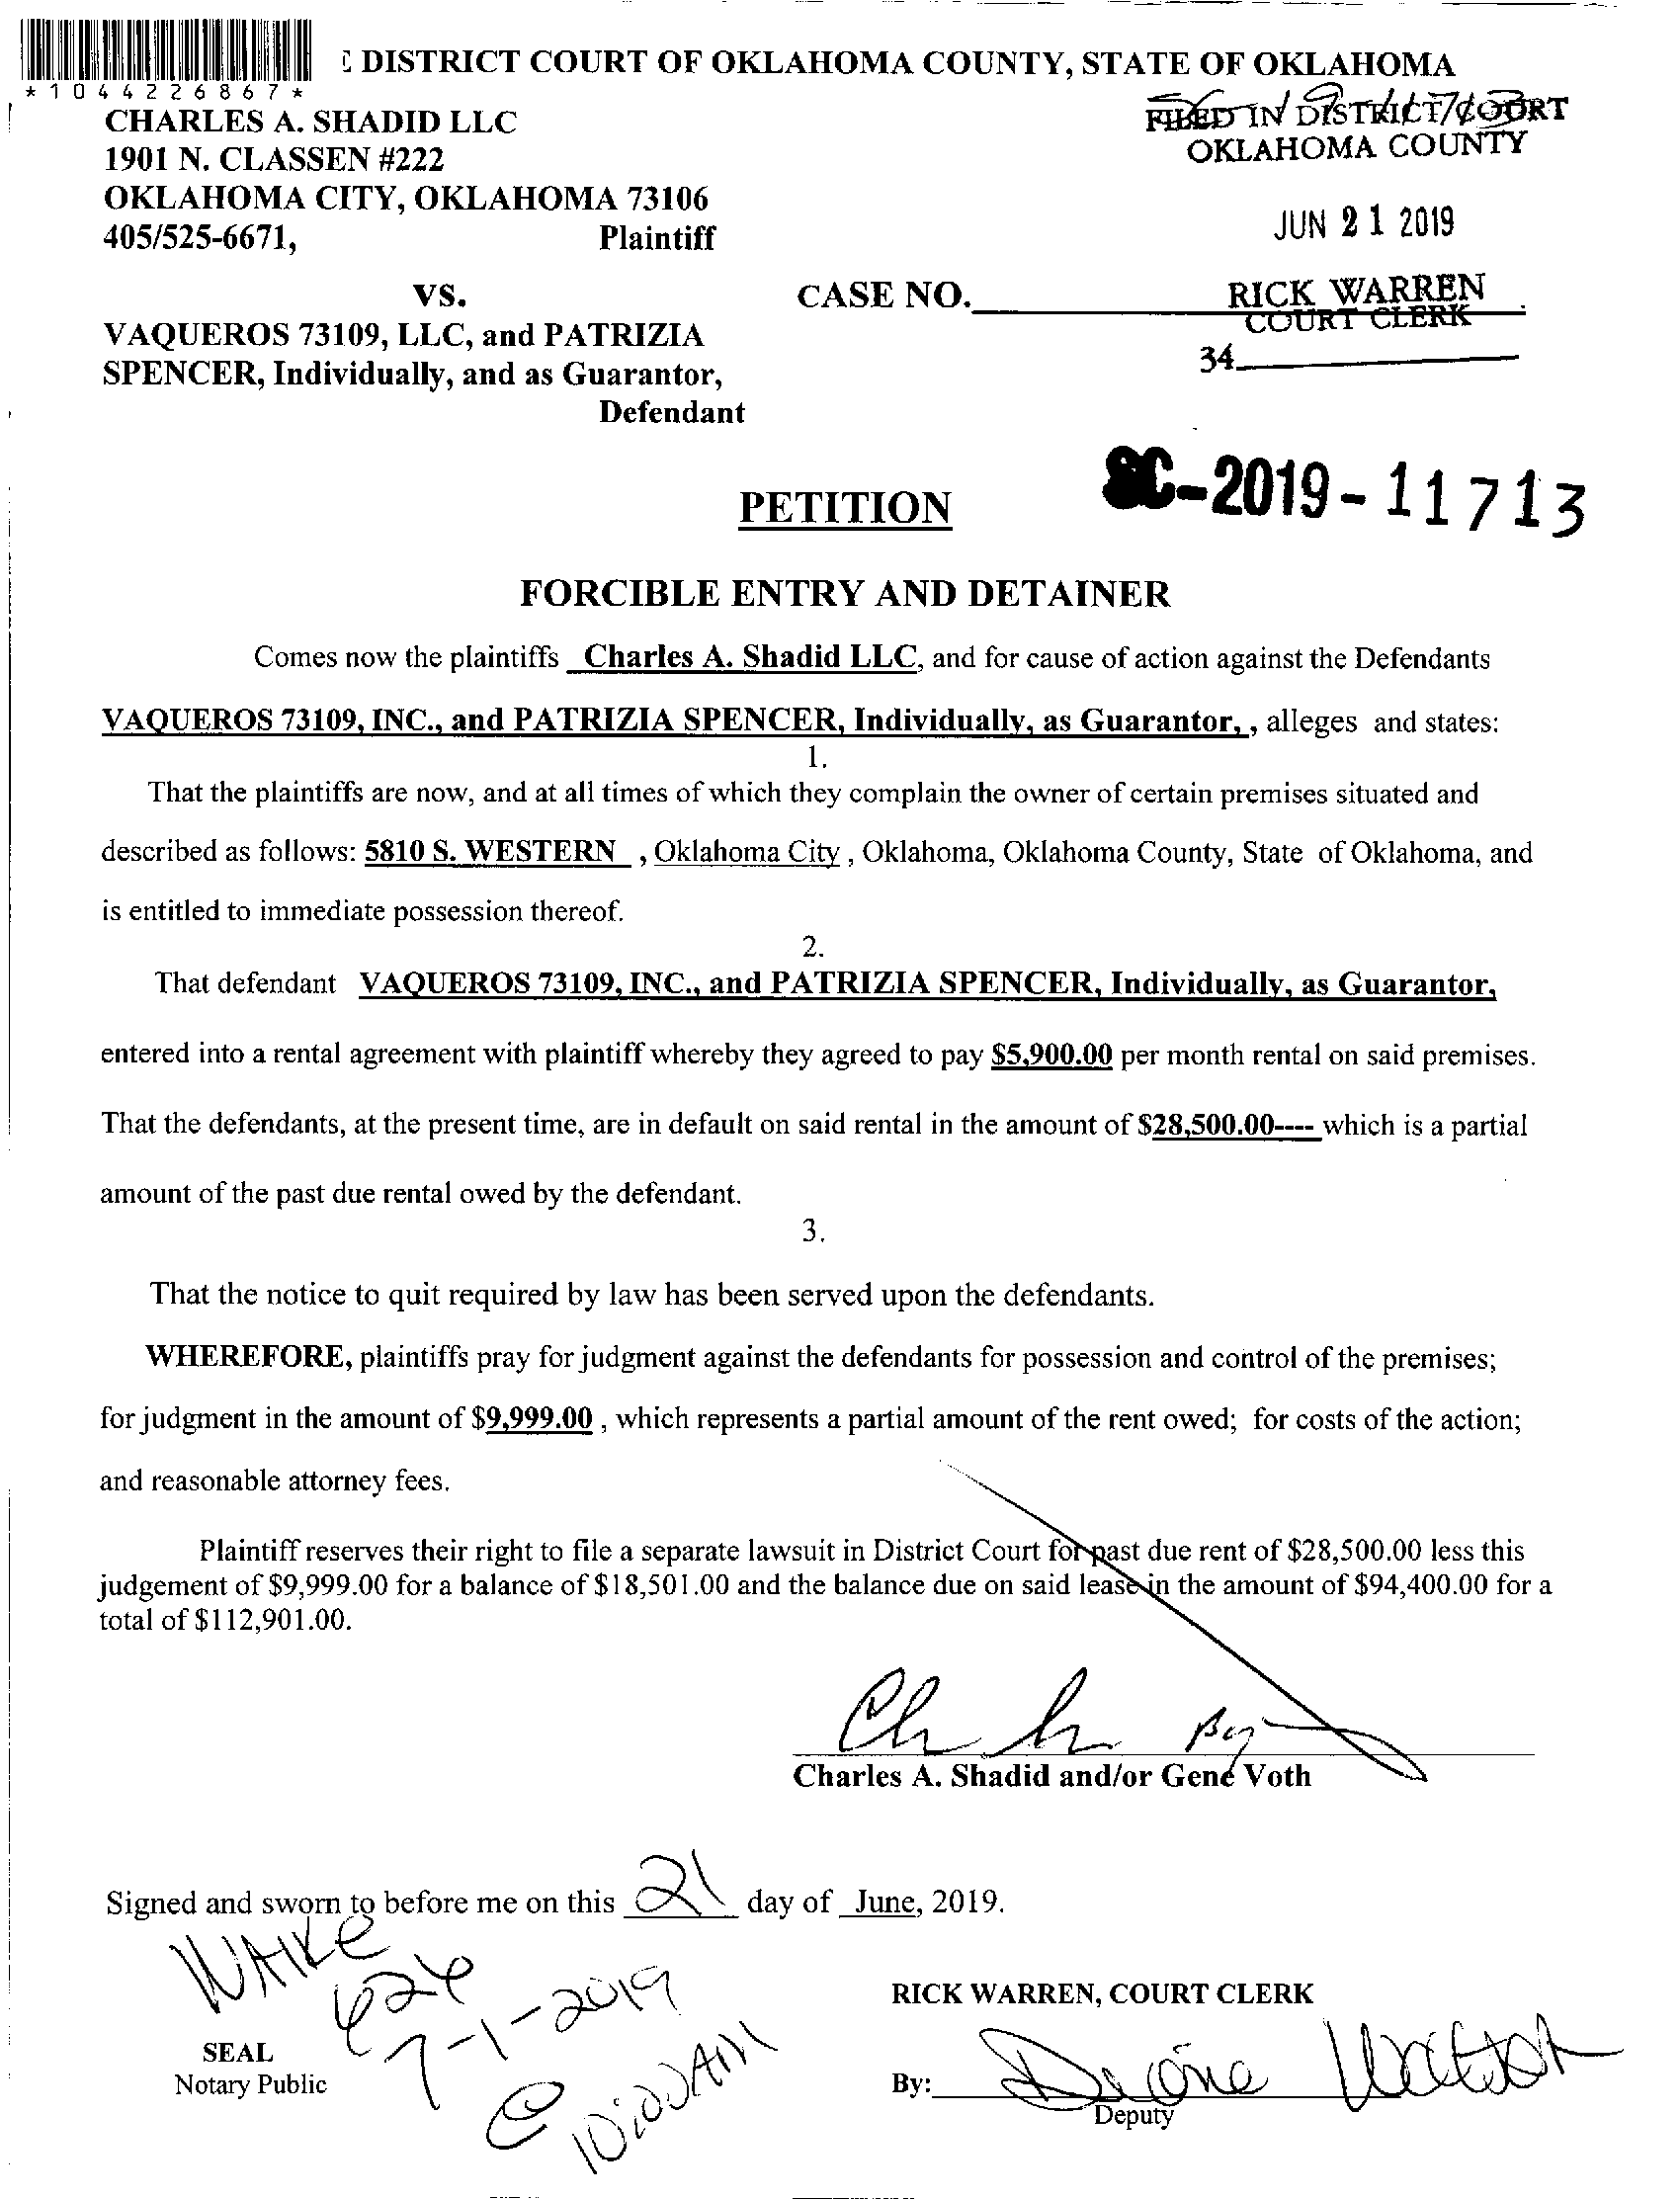 DISTRICT COURT OF OKLAHOMA COUNTY, STATE OF OKLAHOMA
*1044226867*
CHARLES A. SHADID LLC
1901 N. CLASSEN #222
OKLAHOMA CITY, OKLAHOMA 73106
405/525-6671, Plaintiff
FILED IN DISTRICT COURT
OKLAHOMA COUNTY
JUN 21 2019
RICK WARREN
COURT CLERK
34
VS. CASE NO.
VAQUEROS 73109, LLC, and PATRIZIA
SPENCER, Individually, and as Guarantor,
Defendant
SC-2019-11713
PETITION
FORCIBLE ENTRY AND DETAINER
Comes now the plaintiffs Charles A. Shadid LLC, and for cause of action against the Defendants
VAQUEROS 73109, INC., and PATRIZIA SPENCER, Individually, as Guarantor, , alleges and states:
1.
That the plaintiffs are now, and at all times of which they complain the owner of certain premises situated and
described as follows: 5810 S. WESTERN , Oklahoma City , Oklahoma, Oklahoma County, State of Oklahoma, and
is entitled to immediate possession thereof.
2.
That defendant VAQUEROS 73109, INC., and PATRIZIA SPENCER, Individually, as Guarantor,
entered into a rental agreement with plaintiff whereby they agreed to pay $5,900.00 per month rental on said premises.
That the defendants, at the present time, are in default on said rental in the amount of $28,500.00---- which is a partial
amount of the past due rental owed by the defendant.
3.
That the notice to quit required by law has been served upon the defendants.
WHEREFORE, plaintiffs pray for judgment against the defendants for possession and control of the premises;
for judgment in the amount of $9,999.00 , which represents a partial amount of the rent owed; for costs of the action;
and reasonable attorney fees.
Plaintiff reserves their right to file a separate lawsuit in District Court for past due rent of $28,500.00 less this
judgement of $9,999.00 for a balance of $18,501.00 and the balance due on said lease in the amount of $94,400.00 for a
total of $112,901.00.
By
Charles A. Shadid and/or Gene Voth
Signed and sworn to before me on this 21 day of June, 2019.
7-1-2019
@ 10:00AM
RICK WARREN, COURT CLERK
SEAL
Notary Public
By:
Deputy